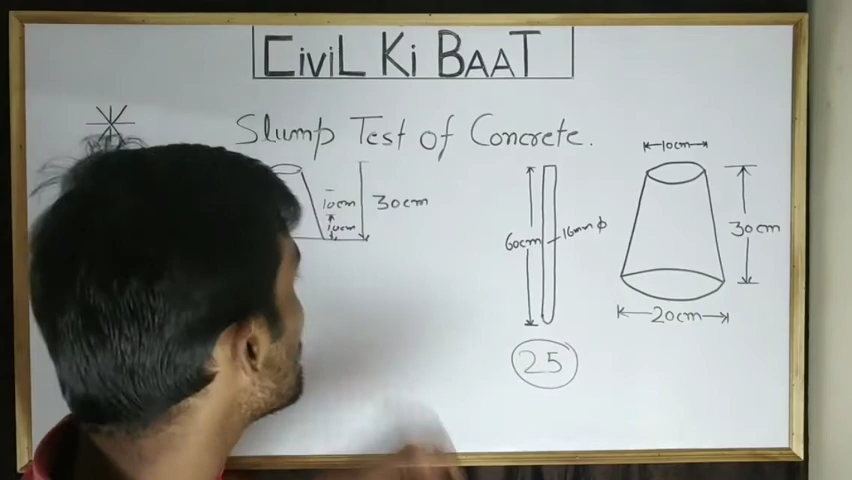 CiviL Ki BAAT
Slump Test of Concrete.
10cm
10cm
10cm
30cm
60cm
16mm ϕ
30cm
20cm
25